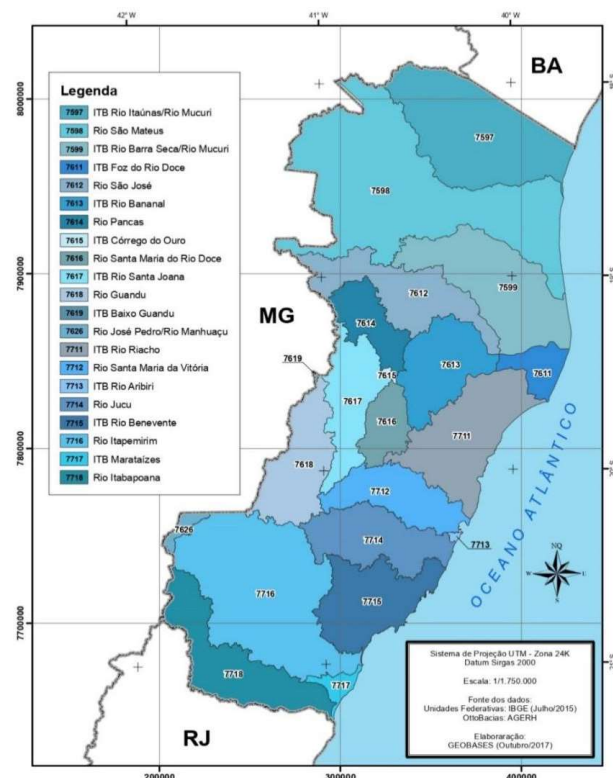 42° W
41° W
40° W
BA
Legenda
7597 ITB Rio Itaúnas/Rio Mucuri
7598 Rio São Mateus
7599 ITB Rio Barra Seca/Rio Mucuri
7611 ITB Foz do Rio Doce
7612 Rio São José
7613 ITB Rio Bananal
7614 Rio Pancas
7615 ITB Córrego do Ouro
7616 Rio Santa Maria do Rio Doce
7617 ITB Rio Santa Joana
7618 Rio Guandu
7619 ITB Baixo Guandu
7626 Rio José Pedro/Rio Manhuaçu
7711 ITB Rio Riacho
7712 Rio Santa Maria da Vitória
7713 ITB Rio Aribiri
7714 Rio Jucu
7715 ITB Rio Benevente
7716 Rio Itapemirim
7717 ITB Marataízes
7718 Rio Itabapoana
8000000
7900000
7800000
7700000
7597
7598
7599
7612
MG
7614
7613
7611
7619
7615
7617
7616
7711
7618
7712
7713
7626
7714
7716
7715
7718
7717
OCEANO ATLÂNTICO
NQ
W
E
S
RJ
Sistema de Projeção UTM - Zona 24K
Datum Sirgas 2000
Escala: 1/1.750.000
Fonte dos dados:
Unidades Federativas: IBGE (Julho/2015)
OttoBacias: AGERH
Elaboraração:
GEOBASES (Outubro/2017)
200000
300000
400000